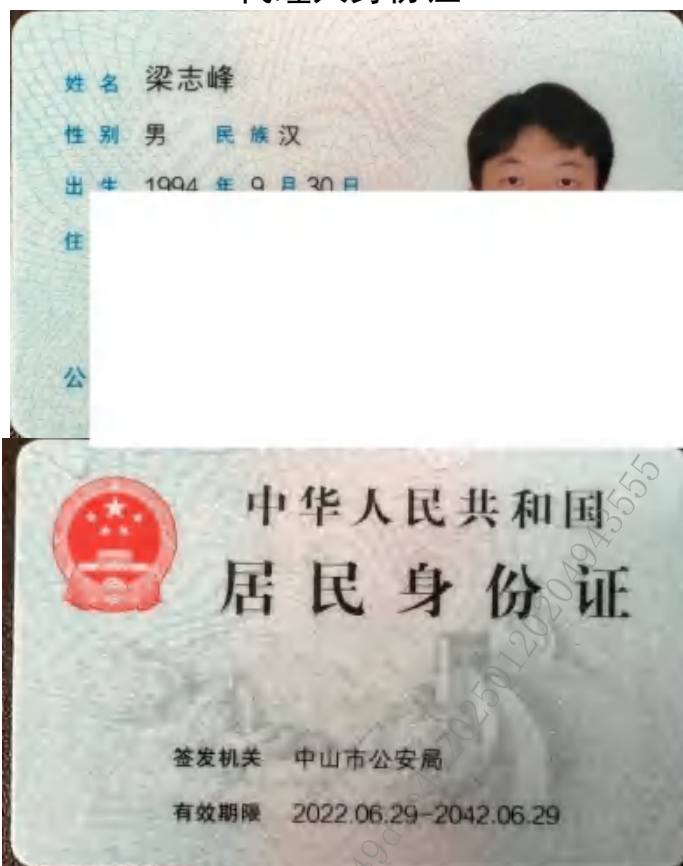 姓名 梁志峰
性别 男 民族 汉
出生 1994 年 9 月 30 日
住
公
中华人民共和国
居民身份证
签发机关 中山市公安局
有效期限 2022.06.29-2042.06.29